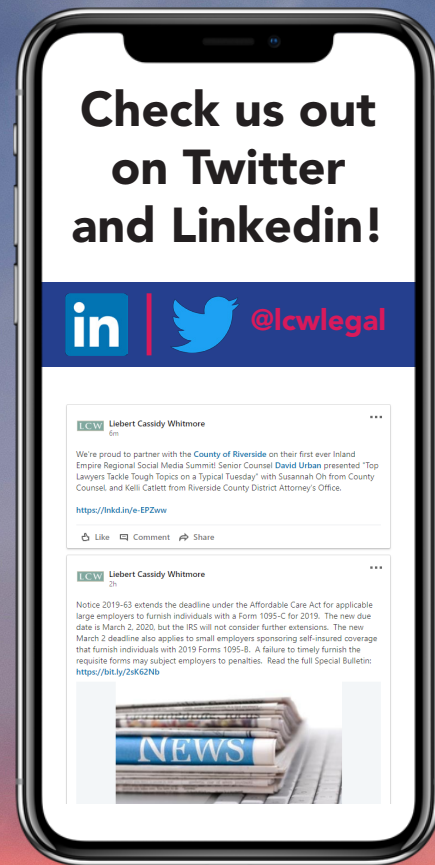 Check us out
on Twitter
and Linkedin!
in
@lcwlegal
LCW Liebert Cassidy Whitmore
6m
We're proud to partner with the County of Riverside on their first ever Inland
Empire Regional Social Media Summit! Senior Counsel David Urban presented "Top
Lawyers Tackle Tough Topics on a Typical Tuesday" with Susannah Oh from County
Counsel, and Kelli Catlett from Riverside County District Attorney's Office.
https://lnkd.in/e-EPZww
Like Comment Share
LCW Liebert Cassidy Whitmore
2h
Notice 2019-63 extends the deadline under the Affordable Care Act for applicable
large employers to furnish individuals with a Form 1095-C for 2019. The new due
date is March 2, 2020, but the IRS will not consider further extensions. The new
March 2 deadline also applies to small employers sponsoring self-insured coverage
that furnish individuals with 2019 Forms 1095-B. A failure to timely furnish the
requisite forms may subject employers to penalties. Read the full Special Bulletin:
https://bit.ly/2sK62Nb
NEWS